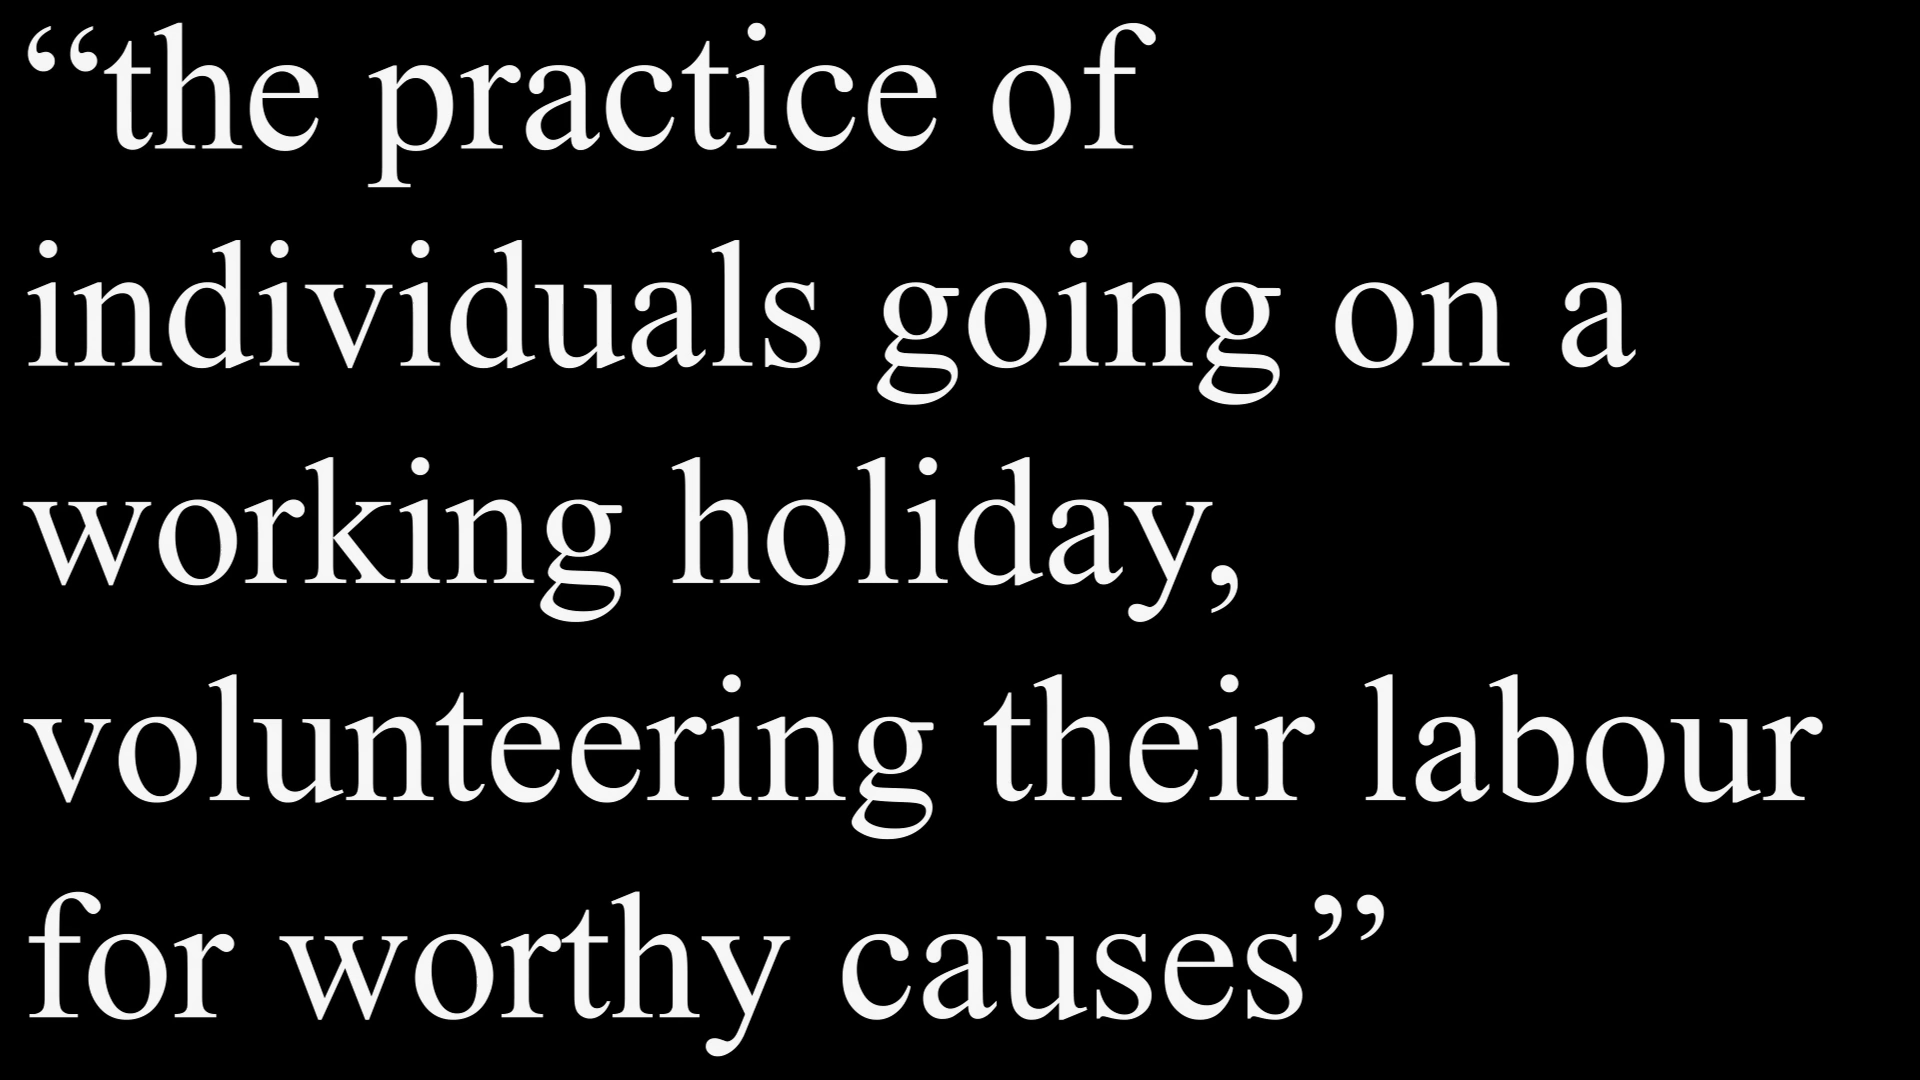 “the practice of
individuals going on a
working holiday,
volunteering their labour
for worthy causes”